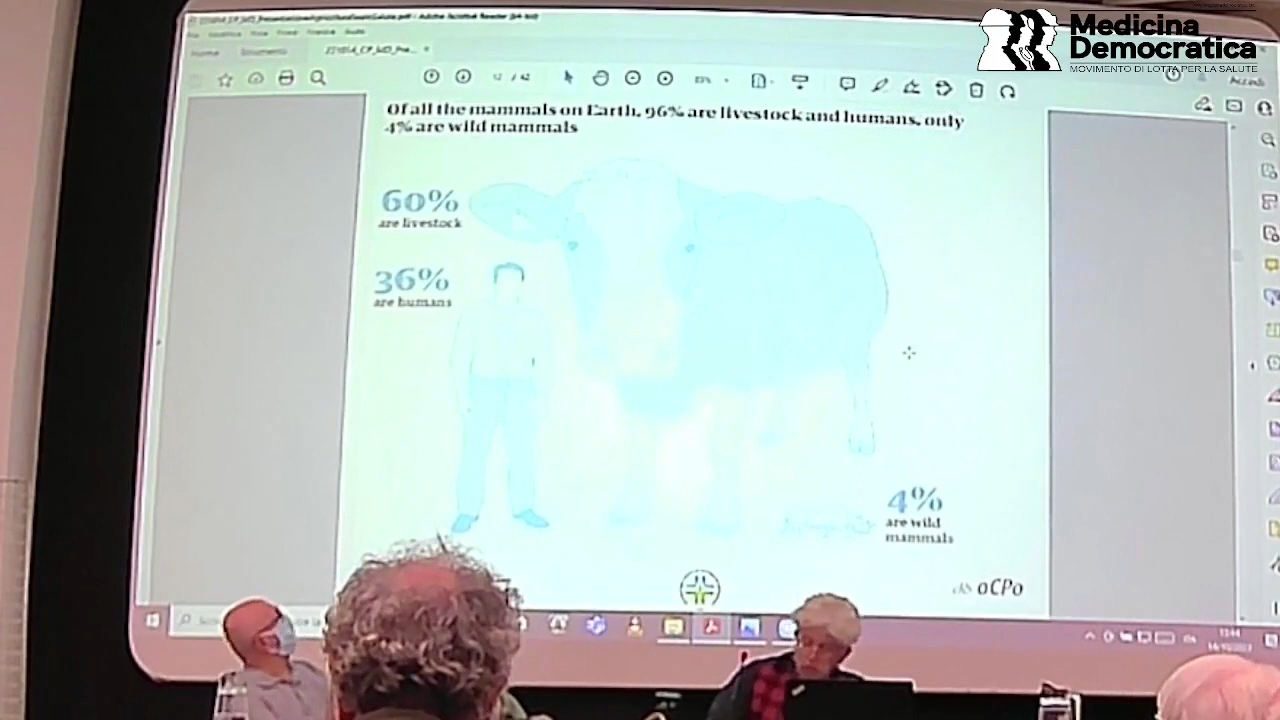 Medicina
Democratica
MOVIMENTO DI LOTTA PER LA SALUTE
Of all the mammals on Earth, 96% are livestock and humans, only
4% are wild mammals
60%
are livestock
36%
are humans
4%
are wild
mammals
oCPo